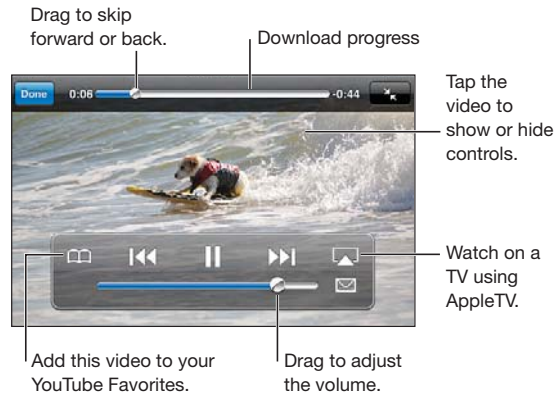 Drag to skip
forward or back.
Download progress
Done 0:06 -0:44
Tap the
video to
show or hide
controls.
Watch on a
TV using
AppleTV.
Add this video to your
YouTube Favorites.
Drag to adjust
the volume.